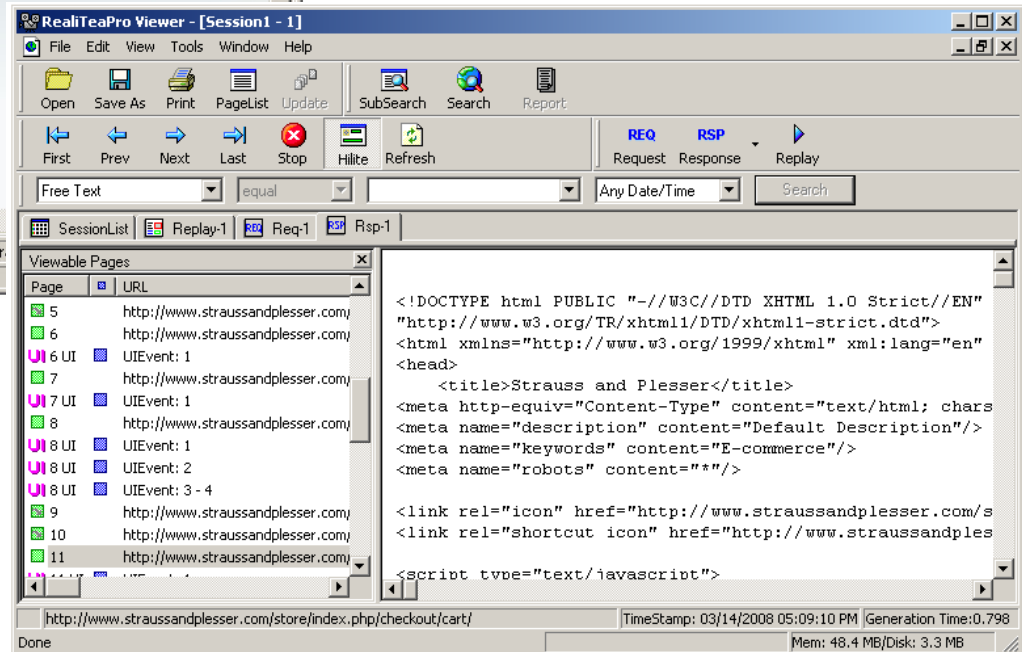 RealiTeaPro Viewer - [Session1 - 1]
File Edit View Tools Window Help
Open Save As Print PageList Update SubSearch Search Report
REQ RSP
First Prev Next Last Stop Hilite Refresh Request Response Replay
Free Text equal Any Date/Time Search
SessionList Replay-1 REQ Req-1 RSP Rsp-1
Viewable Pages
Page URL
5 http://www.straussandplesser.com/
6 http://www.straussandplesser.com/
UI 6 UI UIEvent: 1
7 http://www.straussandplesser.com/
UI 7 UI UIEvent: 1
8 http://www.straussandplesser.com/
UI 8 UI UIEvent: 1
UI 8 UI UIEvent: 2
UI 8 UI UIEvent: 3 - 4
9 http://www.straussandplesser.com/
10 http://www.straussandplesser.com/
11 http://www.straussandplesser.com/
<!DOCTYPE html PUBLIC "-//W3C//DTD XHTML 1.0 Strict//EN"
"http://www.w3.org/TR/xhtml1/DTD/xhtml1-strict.dtd">
<html xmlns="http://www.w3.org/1999/xhtml" xml:lang="en"
<head>
<title>Strauss and Plesser</title>
<meta http-equiv="Content-Type" content="text/html; chars
<meta name="description" content="Default Description"/>
<meta name="keywords" content="E-commerce"/>
<meta name="robots" content="*"/>
<link rel="icon" href="http://www.straussandplesser.com/s
<link rel="shortcut icon" href="http://www.straussandples
<script type="text/javascript">
http://www.straussandplesser.com/store/index.php/checkout/cart/ TimeStamp: 03/14/2008 05:09:10 PM Generation Time:0.798
Done Mem: 48.4 MB/Disk: 3.3 MB